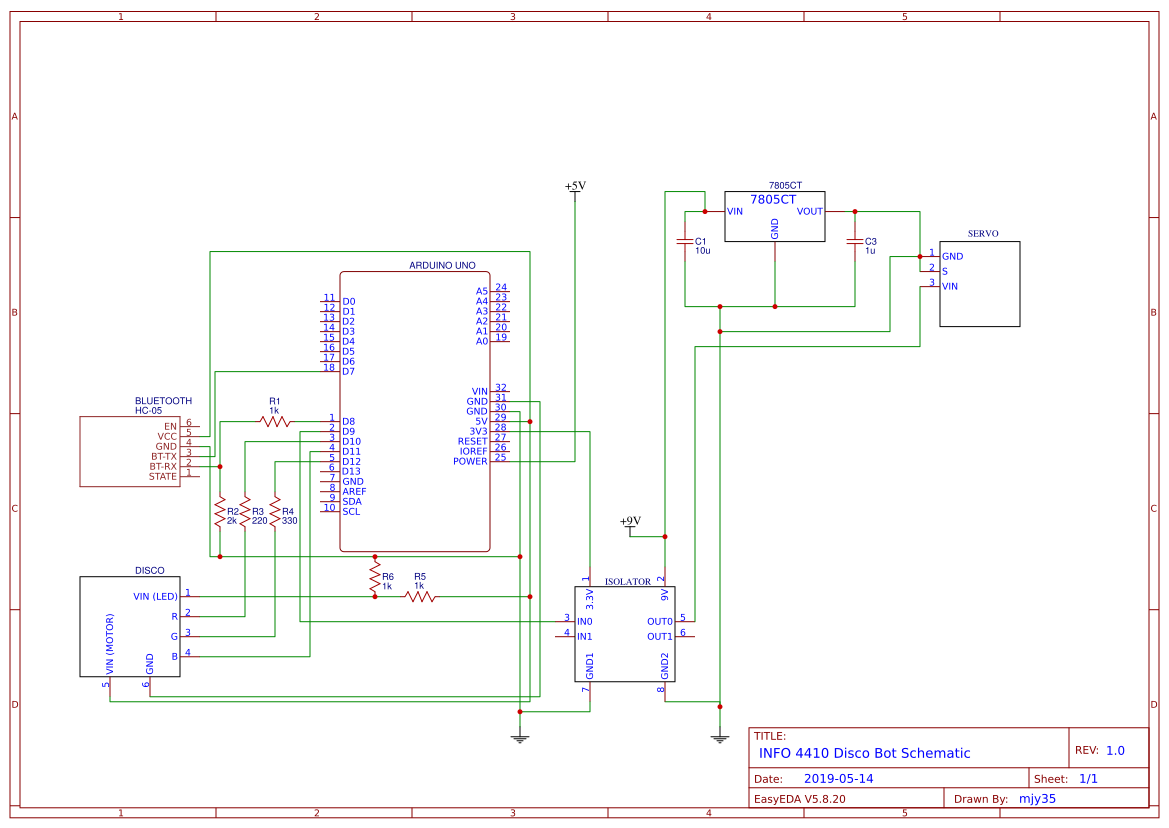 1 2 3 4 5
A
B
C
D
A
B
C
D
1 2 3 4 5
+5V
7805CT
7805CT
VIN
VOUT
GND
C1
10u
C3
1u
SERVO
1 GND
2 S
3 VIN
ARDUINO UNO
11 D0
12 D1
13 D2
14 D3
15 D4
16 D5
17 D6
18 D7
1 D8
2 D9
3 D10
4 D11
5 D12
6 D13
7 GND
8 AREF
9 SDA
10 SCL
A5 24
A4 23
A3 22
A2 21
A1 20
A0 19
VIN 32
GND 31
GND 30
5V 29
3V3 28
RESET 27
IOREF 26
POWER 25
BLUETOOTH
HC-05
EN 6
VCC 5
GND 4
BT-TX 3
BT-RX 2
STATE 1
R1
1k
R2
2k
R3
220
R4
330
R6
1k
R5
1k
DISCO
VIN (LED) 1
R 2
G 3
B 4
VIN (MOTOR) 5
GND 6
+9V
ISOLATOR
1 3.3V
2 9V
3 IN0
4 IN1
OUT0 5
OUT1 6
GND1 7
GND2 8
TITLE:
INFO 4410 Disco Bot Schematic
REV: 1.0
Date: 2019-05-14
Sheet: 1/1
EasyEDA V5.8.20
Drawn By: mjy35